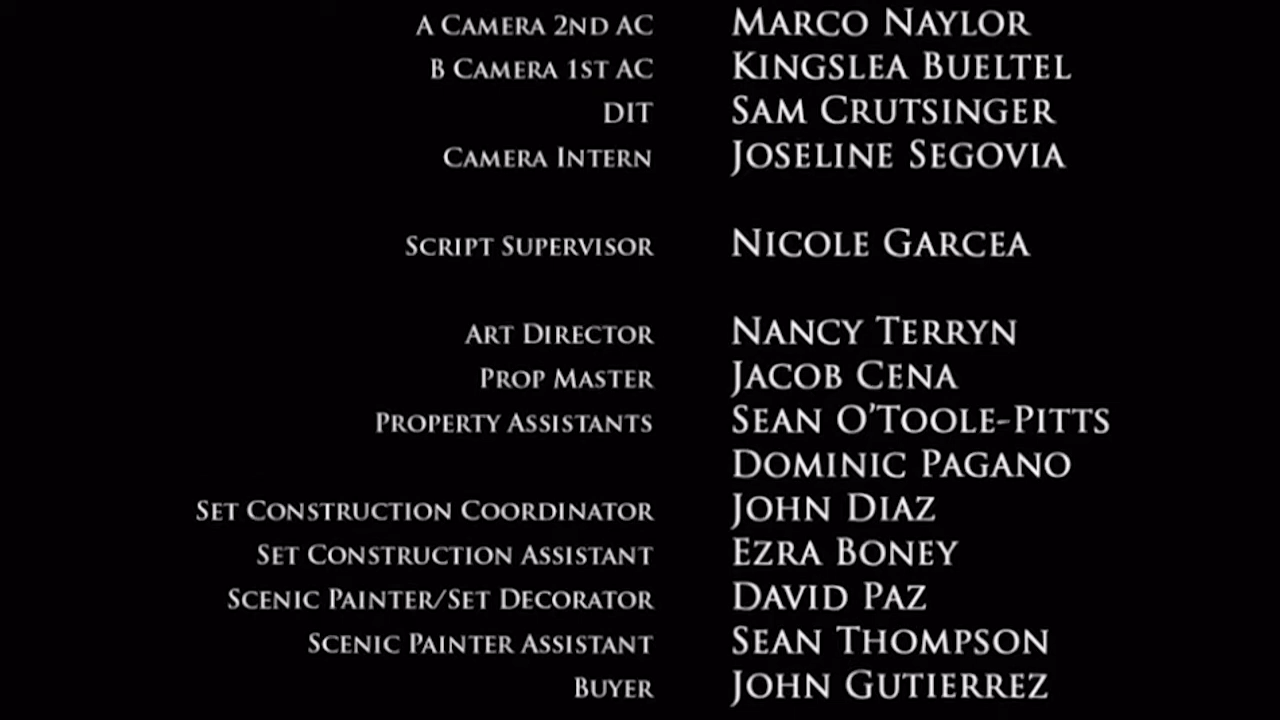 A Camera 2nd AC Marco Naylor
B Camera 1st AC Kingslea Bueltel
DIT Sam Crutsinger
Camera Intern Joseline Segovia
Script Supervisor Nicole Garcea
Art Director Nancy Terryn
Prop Master Jacob Cena
Property Assistants Sean O'Toole-Pitts
Dominic Pagano
Set Construction Coordinator John Diaz
Set Construction Assistant Ezra Boney
Scenic Painter/Set Decorator David Paz
Scenic Painter Assistant Sean Thompson
Buyer John Gutierrez